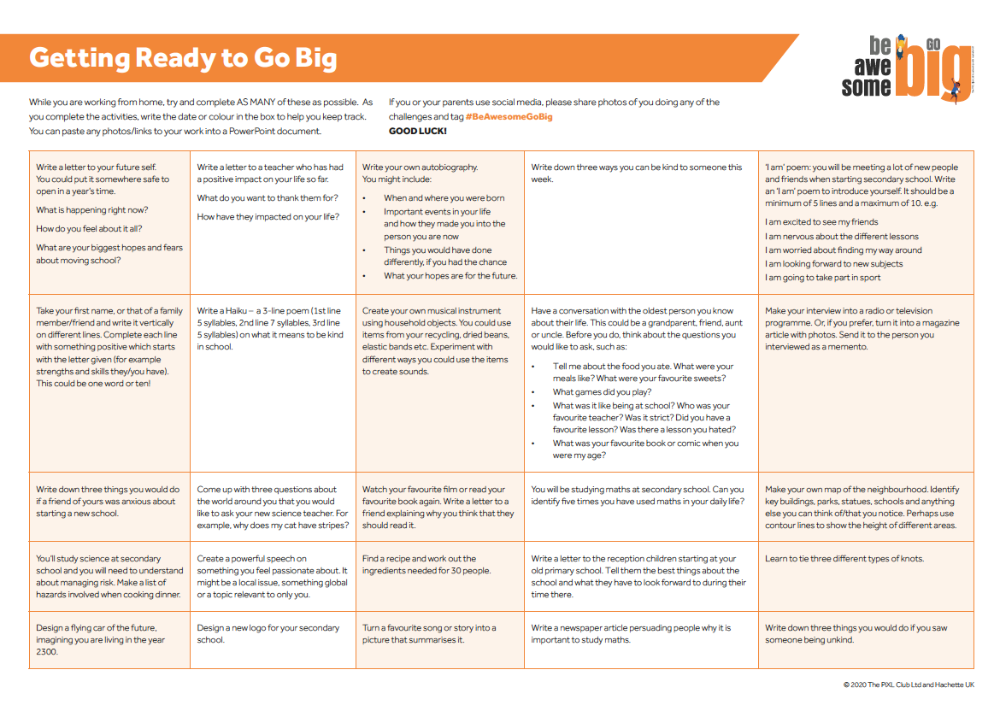 Getting Ready to Go Big
be
awe
some
GO
big
While you are working from home, try and complete AS MANY of these as possible. As
you complete the activities, write the date or colour in the box to help you keep track.
You can paste any photos/links to your work into a PowerPoint document.
If you or your parents use social media, please share photos of you doing any of the
challenges and tag #BeAwesomeGoBig
GOOD LUCK!
Write a letter to your future self.
You could put it somewhere safe to
open in a year's time.
What is happening right now?
How do you feel about it all?
What are your biggest hopes and fears
about moving school?
Write a letter to a teacher who has had
a positive impact on your life so far.
What do you want to thank them for?
How have they impacted on your life?
Write your own autobiography.
You might include:
• When and where you were born
• Important events in your life
and how they made you into the
person you are now
• Things you would have done
differently, if you had the chance
• What your hopes are for the future.
Write down three ways you can be kind to someone this
week.
'I am' poem: you will be meeting a lot of new people
and friends when starting secondary school. Write
an 'I am' poem to introduce yourself. It should be a
minimum of 5 lines and a maximum of 10. e.g.
I am excited to see my friends
I am nervous about the different lessons
I am worried about finding my way around
I am looking forward to new subjects
I am going to take part in sport
Take your first name, or that of a family
member/friend and write it vertically
on different lines. Complete each line
with something positive which starts
with the letter given (for example
strengths and skills they/you have).
This could be one word or ten!
Write a Haiku – a 3-line poem (1st line
5 syllables, 2nd line 7 syllables, 3rd line
5 syllables) on what it means to be kind
in school.
Create your own musical instrument
using household objects. You could use
items from your recycling, dried beans,
elastic bands etc. Experiment with
different ways you could use the items
to create sounds.
Have a conversation with the oldest person you know
about their life. This could be a grandparent, friend, aunt
or uncle. Before you do, think about the questions you
would like to ask, such as:
• Tell me about the food you ate. What were your
meals like? What were your favourite sweets?
• What games did you play?
• What was it like being at school? Who was your
favourite teacher? Was it strict? Did you have a
favourite lesson? Was there a lesson you hated?
• What was your favourite book or comic when you
were my age?
Make your interview into a radio or television
programme. Or, if you prefer, turn it into a magazine
article with photos. Send it to the person you
interviewed as a memento.
Write down three things you would do
if a friend of yours was anxious about
starting a new school.
Come up with three questions about
the world around you that you would
like to ask your new science teacher. For
example, why does my cat have stripes?
Watch your favourite film or read your
favourite book again. Write a letter to a
friend explaining why you think that they
should read it.
You will be studying maths at secondary school. Can you
identify five times you have used maths in your daily life?
Make your own map of the neighbourhood. Identify
key buildings, parks, statues, schools and anything
else you can think of/that you notice. Perhaps use
contour lines to show the height of different areas.
You'll study science at secondary
school and you will need to understand
about managing risk. Make a list of
hazards involved when cooking dinner.
Create a powerful speech on
something you feel passionate about. It
might be a local issue, something global
or a topic relevant to only you.
Find a recipe and work out the
ingredients needed for 30 people.
Write a letter to the reception children starting at your
old primary school. Tell them the best things about the
school and what they have to look forward to during their
time there.
Learn to tie three different types of knots.
Design a flying car of the future,
imagining you are living in the year
2300.
Design a new logo for your secondary
school.
Turn a favourite song or story into a
picture that summarises it.
Write a newspaper article persuading people why it is
important to study maths.
Write down three things you would do if you saw
someone being unkind.
© 2020 The PiXL Club Ltd and Hachette UK